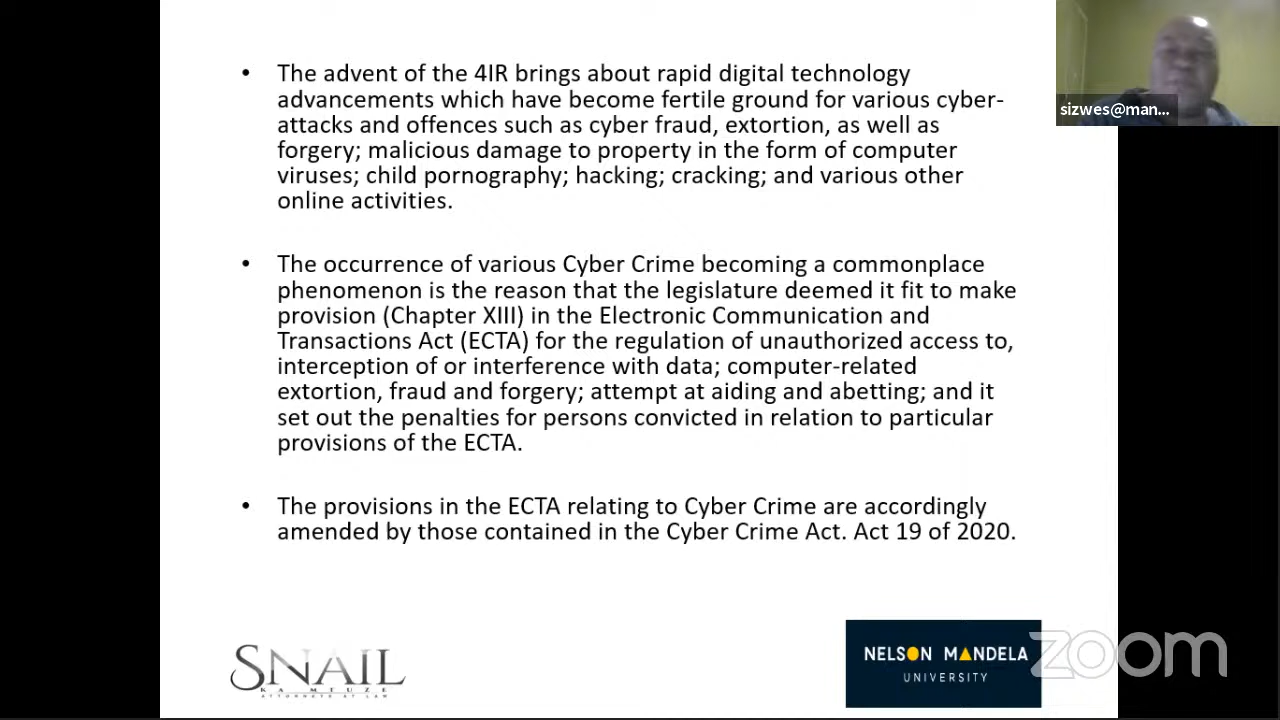 • The advent of the 4IR brings about rapid digital technology
advancements which have become fertile ground for various cyber-
attacks and offences such as cyber fraud, extortion, as well as
forgery; malicious damage to property in the form of computer
viruses; child pornography; hacking; cracking; and various other
online activities.
• The occurrence of various Cyber Crime becoming a commonplace
phenomenon is the reason that the legislature deemed it fit to make
provision (Chapter XIII) in the Electronic Communication and
Transactions Act (ECTA) for the regulation of unauthorized access to,
interception of or interference with data; computer-related
extortion, fraud and forgery; attempt at aiding and abetting; and it
set out the penalties for persons convicted in relation to particular
provisions of the ECTA.
• The provisions in the ECTA relating to Cyber Crime are accordingly
amended by those contained in the Cyber Crime Act. Act 19 of 2020.
sizwes@man...
SNAIL
ATTORNEYS AT LAW
NELSON MANDELA
UNIVERSITY
zoom